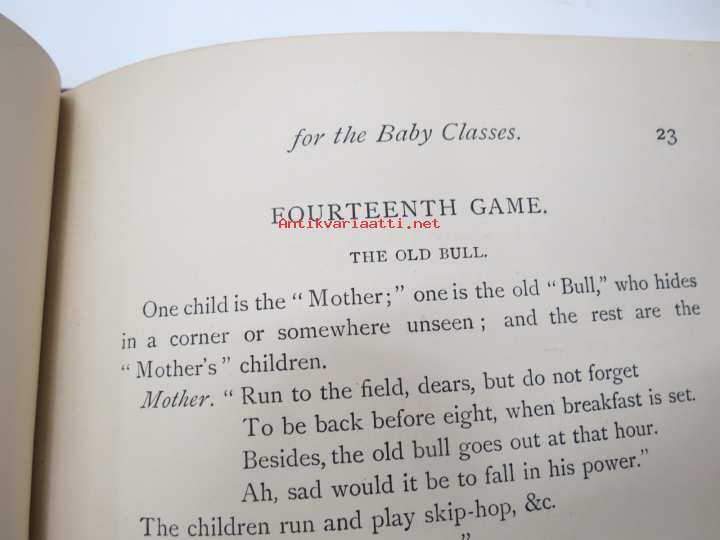 for the Baby Classes. 23
FOURTEENTH GAME.
Antikvariaatti.net
THE OLD BULL.
One child is the "Mother;" one is the old "Bull," who hides
in a corner or somewhere unseen; and the rest are the
"Mother's" children.
Mother. "Run to the field, dears, but do not forget
To be back before eight, when breakfast is set.
Besides, the old bull goes out at that hour.
Ah, sad would it be to fall in his power."
The children run and play skip-hop, &c.